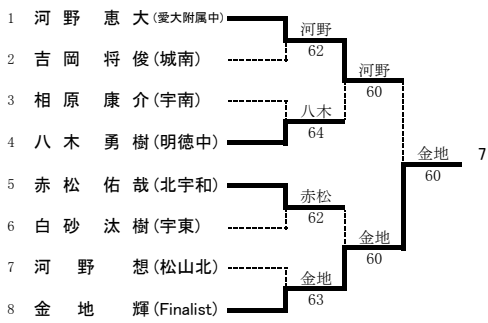 1 河野 恵大(愛大附属中)
2 吉岡 将俊(城南)
3 相原 康介(宇南)
4 八木 勇樹(明徳中)
5 赤松 佑哉(北宇和)
6 白砂 汰樹(宇東)
7 河野 想(松山北)
8 金地 輝(Finalist)
河野
62
八木
64
赤松
62
金地
63
河野
60
金地
60
金地
60
7